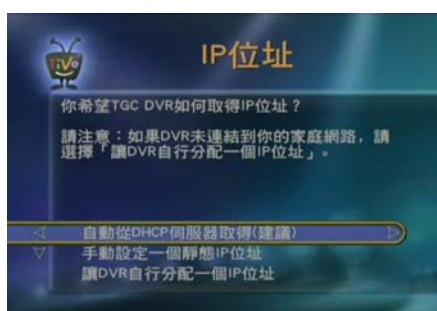 TiVo
IP位址
你希望TGC DVR如何取得IP位址？
請注意：如果DVR未連結到你的家庭網路，請
選擇「讓DVR自行分配一個IP位址」。
自動從DHCP伺服器取得(建議)
手動設定一個靜態IP位址
讓DVR自行分配一個IP位址